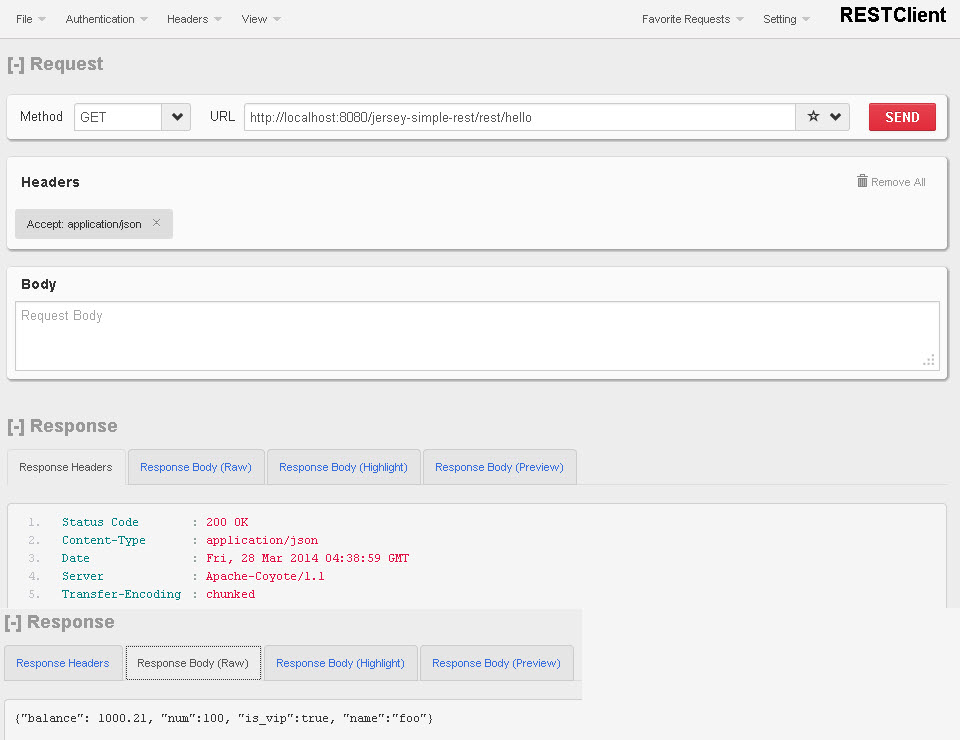 File Authentication Headers View Favorite Requests Setting RESTClient
[-] Request
Method GET URL http://localhost:8080/jersey-simple-rest/rest/hello SEND
Headers Remove All
Accept: application/json ×
Body
Request Body
[-] Response
Response Headers Response Body (Raw) Response Body (Highlight) Response Body (Preview)
1. Status Code : 200 OK
2. Content-Type : application/json
3. Date : Fri, 28 Mar 2014 04:38:59 GMT
4. Server : Apache-Coyote/1.1
5. Transfer-Encoding : chunked
[-] Response
Response Headers Response Body (Raw) Response Body (Highlight) Response Body (Preview)
{"balance": 1000.21, "num":100, "is_vip":true, "name":"foo"}